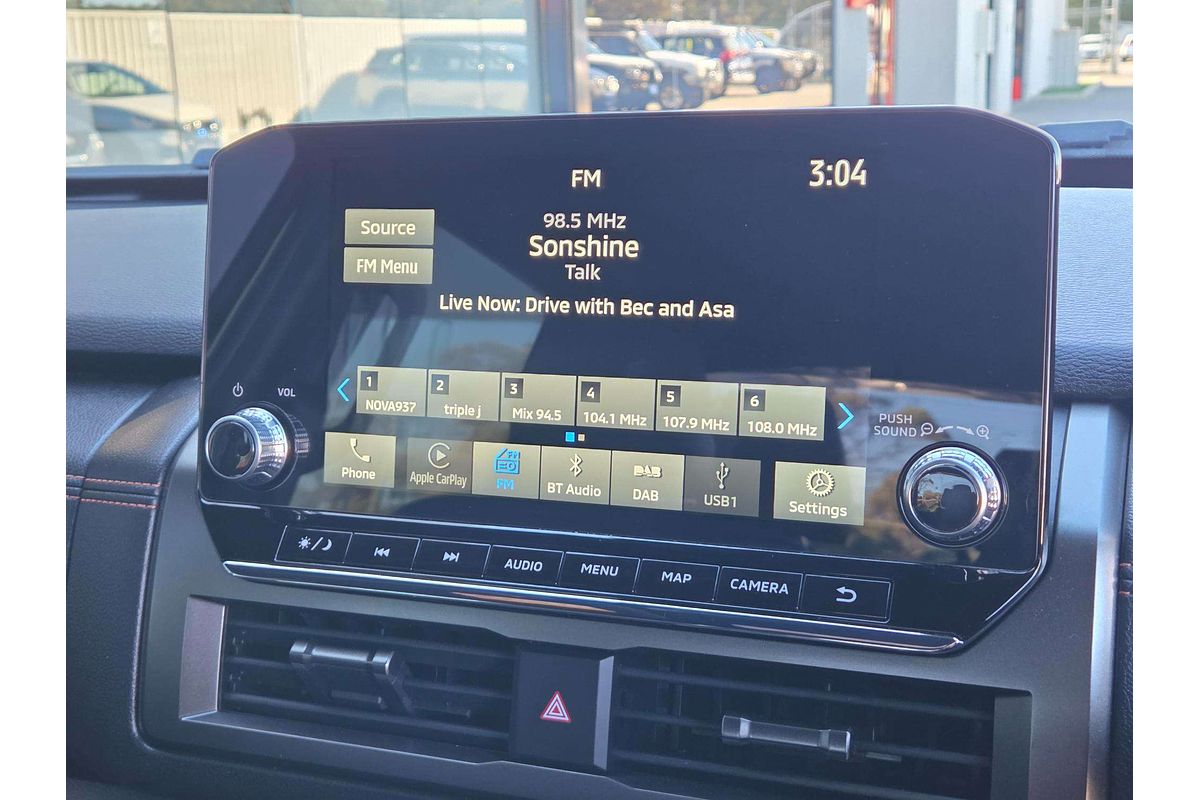 FM
3:04
98.5 MHz
Sonshine
Talk
Source
FM Menu
Live Now: Drive with Bec and Asa
1
NOVA937
2
triple j
3
Mix 94.5
4
104.1 MHz
5
107.9 MHz
6
108.0 MHz
VOL
PUSH
SOUND
Phone
Apple CarPlay
FM
FM
BT Audio
DAB
DAB
USB1
Settings
AUDIO
MENU
MAP
CAMERA